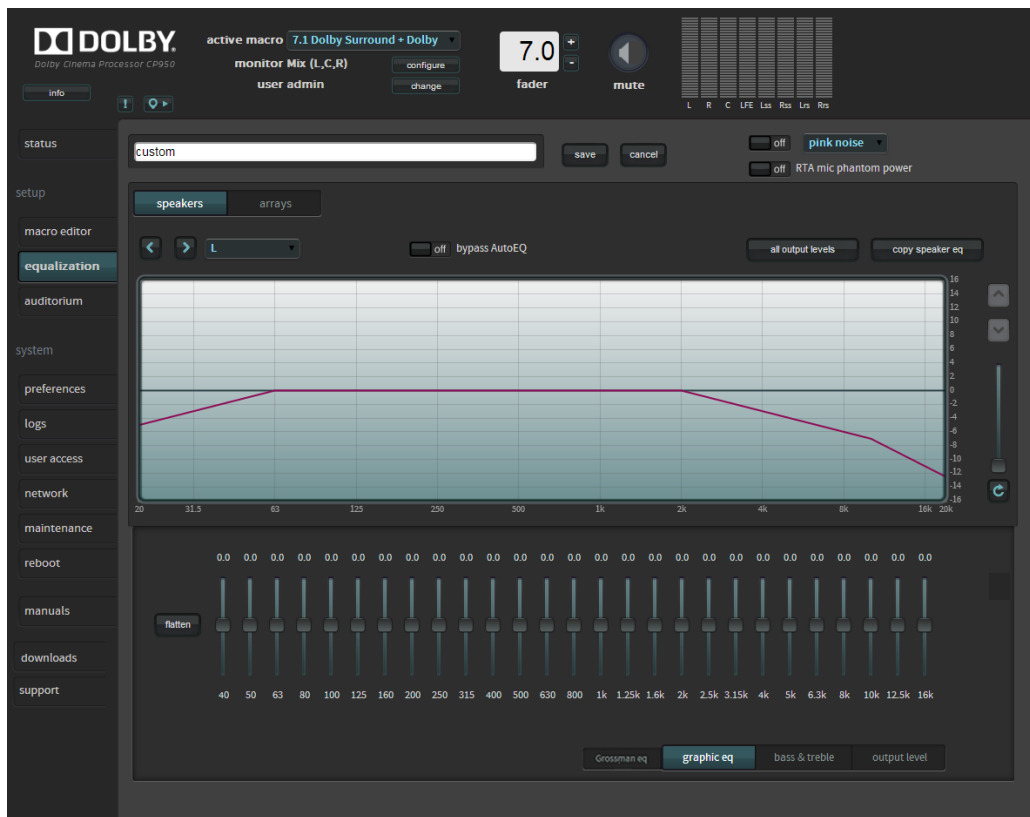 DOLBY.
Dolby Cinema Processor CP950
info
active macro 7.1 Dolby Surround + Dolby
monitor Mix (L,C,R) configure
user admin change
7.0
+
-
fader
mute
L R C LFE Lss Rss Lrs Rrs
!
status
setup
macro editor
equalization
auditorium
system
preferences
logs
user access
network
maintenance
reboot
manuals
downloads
support
custom
save cancel
off pink noise
off RTA mic phantom power
speakers arrays
< > L off bypass AutoEQ all output levels copy speaker eq
16
14
12
10
8
6
4
2
0
-2
-4
-6
-8
-10
-12
-14
-16
20 31.5 63 125 250 500 1k 2k 4k 8k 16k 20k
0.0 0.0 0.0 0.0 0.0 0.0 0.0 0.0 0.0 0.0 0.0 0.0 0.0 0.0 0.0 0.0 0.0 0.0 0.0 0.0 0.0 0.0 0.0 0.0 0.0 0.0 0.0
flatten
40 50 63 80 100 125 160 200 250 315 400 500 630 800 1k 1.25k 1.6k 2k 2.5k 3.15k 4k 5k 6.3k 8k 10k 12.5k 16k
Grossman eq graphic eq bass & treble output level